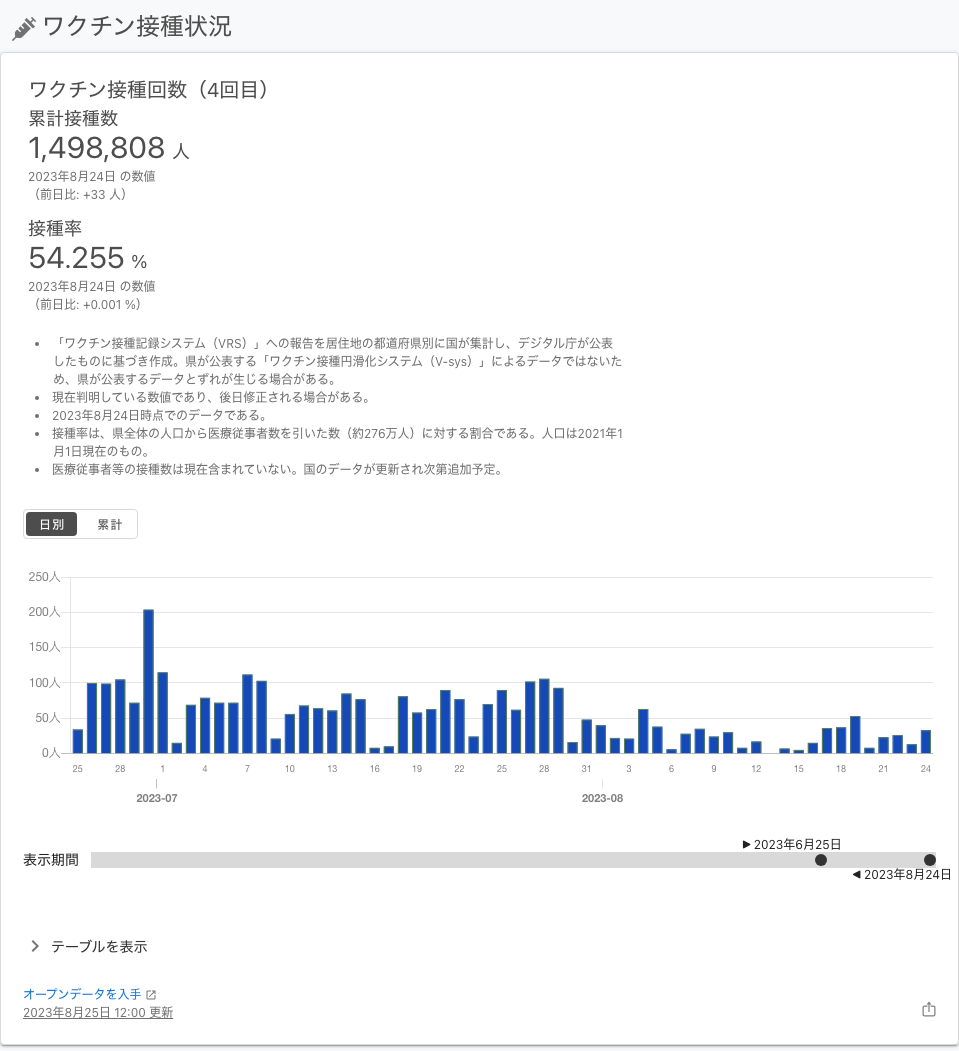 ワクチン接種状況
ワクチン接種回数（4回目）
累計接種数
1,498,808 人
2023年8月24日 の数値
（前日比: +33 人）
接種率
54.255 %
2023年8月24日 の数値
（前日比: +0.001 %）
• 「ワクチン接種記録システム（VRS）」への報告を居住地の都道府県別に国が集計し、デジタル庁が公表
したものに基づき作成。県が公表する「ワクチン接種円滑化システム（V-sys）」によるデータではないた
め、県が公表するデータとずれが生じる場合がある。
• 現在判明している数値であり、後日修正される場合がある。
• 2023年8月24日時点でのデータである。
• 接種率は、県全体の人口から医療従事者数を引いた数（約276万人）に対する割合である。人口は2021年1
月1日現在のもの。
• 医療従事者等の接種数は現在含まれていない。国のデータが更新され次第追加予定。
日別 累計
250人
200人
150人
100人
50人
0人
25 28 1 4 7 10 13 16 19 22 25 28 31 3 6 9 12 15 18 21 24
2023-07 2023-08
▶ 2023年6月25日
表示期間
◀ 2023年8月24日
テーブルを表示
オープンデータを入手
2023年8月25日 12:00 更新